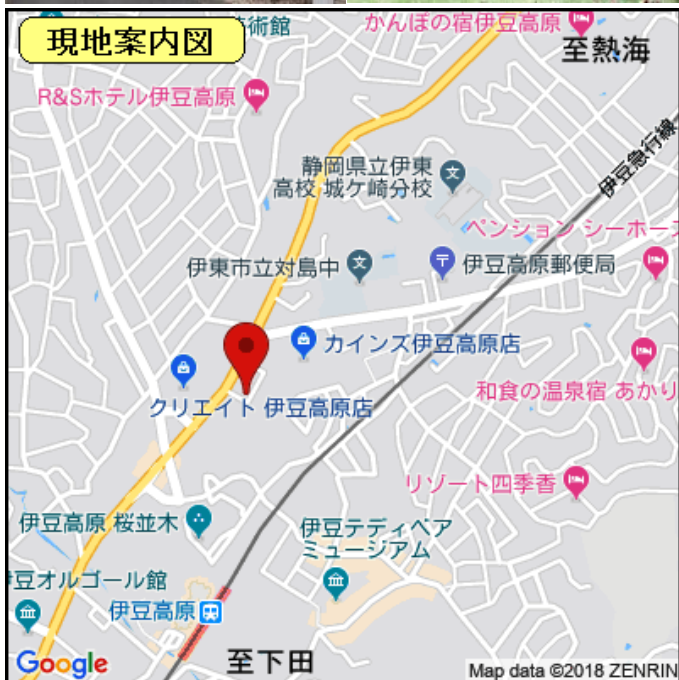 現地案内図
術館
かんぽの宿伊豆高原
至熱海
R&Sホテル伊豆高原
伊豆急行線
静岡県立伊東
高校 城ケ崎分校
ペンション シーホース
伊東市立対島中
伊豆高原郵便局
カインズ伊豆高原店
クリエイト 伊豆高原店
和食の温泉宿 あかり
リゾート四季香
伊豆高原 桜並木
伊豆テディベア
ミュージアム
豆オルゴール館
伊豆高原
至下田
Google
Map data ©2018 ZENRIN